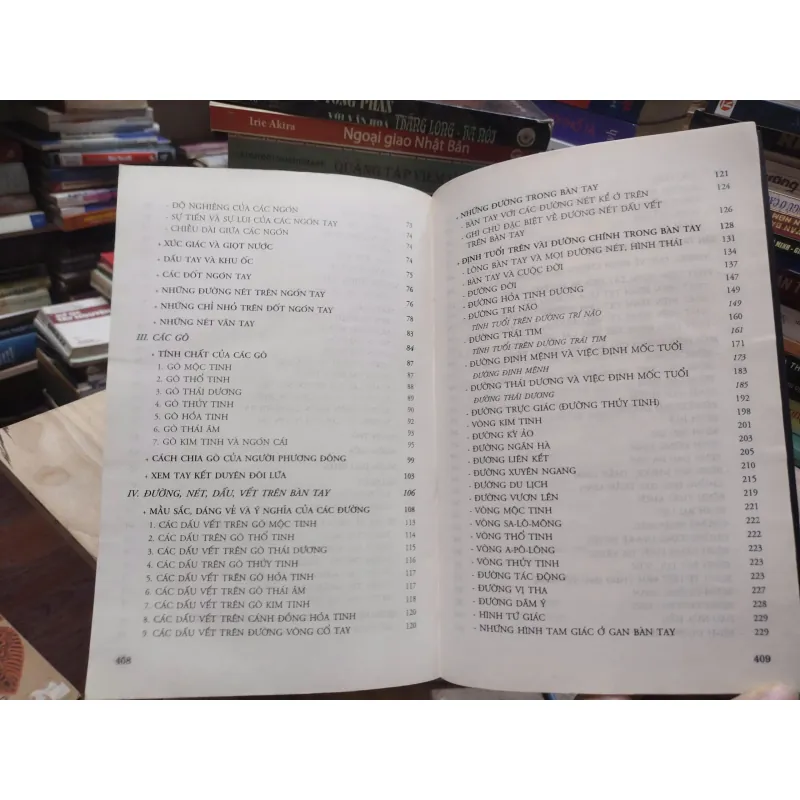 TỐNG PHAN
Irie Akira
VỚI VĂN HÓA THĂNG LONG - HÀ NỘI
Ngoại giao Nhật Bản
QUẢNG TẬP VIÊM
- ĐỘ NGHIÊNG CỦA CÁC NGÓN
- SỰ TIẾN VÀ SỰ LÙI CỦA CÁC NGÓN TAY 71
- CHIỀU DÀI GIỮA CÁC NGÓN 73
• XÚC GIÁC VÀ GIỌT NƯỚC 74
• DẤU TAY VÀ KHU ỐC 74
• CÁC ĐỐT NGÓN TAY 75
• NHỮNG ĐƯỜNG NÉT TRÊN NGÓN TAY 76
• NHỮNG CHỈ NHỎ TRÊN ĐỐT NGÓN TAY 76
• NHỮNG NÉT VÂN TAY 78
III. CÁC GÒ 83
• TÍNH CHẤT CỦA CÁC GÒ 84
1. GÒ MỘC TINH 87
2. GÒ THỔ TINH 87
3. GÒ THÁI DƯƠNG 88
4. GÒ THỦY TINH 89
5. GÒ HỎA TINH 90
6. GÒ THÁI ÂM 93
7. GÒ KIM TINH VÀ NGÓN CÁI 95
• CÁCH CHIA GÒ CỦA NGƯỜI PHƯƠNG ĐÔNG 99
• XEM TAY KẾT DUYÊN ĐÔI LỨA 103
IV. ĐƯỜNG, NÉT, DẤU, VẾT TRÊN BÀN TAY 106
• MÀU SẮC, DÁNG VẺ VÀ Ý NGHĨA CỦA CÁC ĐƯỜNG 108
1. CÁC DẤU VẾT TRÊN GÒ MỘC TINH 113
2. CÁC DẤU VẾT TRÊN GÒ THỔ TINH 114
3. CÁC DẤU VẾT TRÊN GÒ THÁI DƯƠNG 115
4. CÁC DẤU TRÊN GÒ THỦY TINH 116
5. CÁC DẤU VẾT TRÊN GÒ HỎA TINH 117
6. CÁC DẤU VẾT TRÊN GÒ THÁI ÂM 118
7. CÁC DẤU VẾT TRÊN GÒ KIM TINH 118
8. CÁC DẤU VẾT TRÊN CÁNH ĐỒNG HỎA TINH 120
9. CÁC DẤU VẾT TRÊN ĐƯỜNG VÒNG CỔ TAY 120
408
• NHỮNG ĐƯỜNG TRONG BÀN TAY 121
• BÀN TAY VỚI CÁC ĐƯỜNG NÉT KỂ Ở TRÊN 124
• GHI CHÚ ĐẶC BIỆT VỀ ĐƯỜNG NÉT DẤU VẾT
TRÊN BÀN TAY 126
• ĐỊNH TUỔI TRÊN VÀI ĐƯỜNG CHÍNH TRONG BÀN TAY 128
• LÒNG BÀN TAY VÀ MỌI ĐƯỜNG NÉT, HÌNH THÁI 131
• BÀN TAY VÀ CUỘC ĐỜI 134
• ĐƯỜNG ĐỜI 137
• ĐƯỜNG HỎA TINH DƯƠNG 147
• ĐƯỜNG TRÍ NÃO 149
TÍNH TUỔI TRÊN ĐƯỜNG TRÍ NÃO 149
• ĐƯỜNG TRÁI TIM 160
TÍNH TUỔI TRÊN ĐƯỜNG TRÁI TIM 161
• ĐƯỜNG ĐỊNH MỆNH VÀ VIỆC ĐỊNH MỐC TUỔI 171
ĐƯỜNG ĐỊNH MỆNH 173
• ĐƯỜNG THÁI DƯƠNG VÀ VIỆC ĐỊNH MỐC TUỔI 183
ĐƯỜNG THÁI DƯƠNG 185
• ĐƯỜNG TRỰC GIÁC (ĐƯỜNG THỦY TINH) 192
• VÒNG KIM TINH 198
• ĐƯỜNG KỲ ẢO 201
• ĐƯỜNG NGÂN HÀ 203
• ĐƯỜNG LIÊN KẾT 205
• ĐƯỜNG XUYÊN NGANG 210
• ĐƯỜNG DU LỊCH 215
• ĐƯỜNG VƯƠN LÊN 219
• VÒNG MỘC TINH 221
• VÒNG SA-LÔ-MÔNG 222
• VÒNG THỔ TINH 222
• VÒNG A-PÔ-LÔNG 223
• VÒNG THỦY TINH 223
• ĐƯỜNG TÁC ĐỘNG 223
• ĐƯỜNG VỊ THA 227
• ĐƯỜNG DÂM Ý 228
• HÌNH TỨ GIÁC 229
• NHỮNG HÌNH TAM GIÁC Ở GAN BÀN TAY 229
409